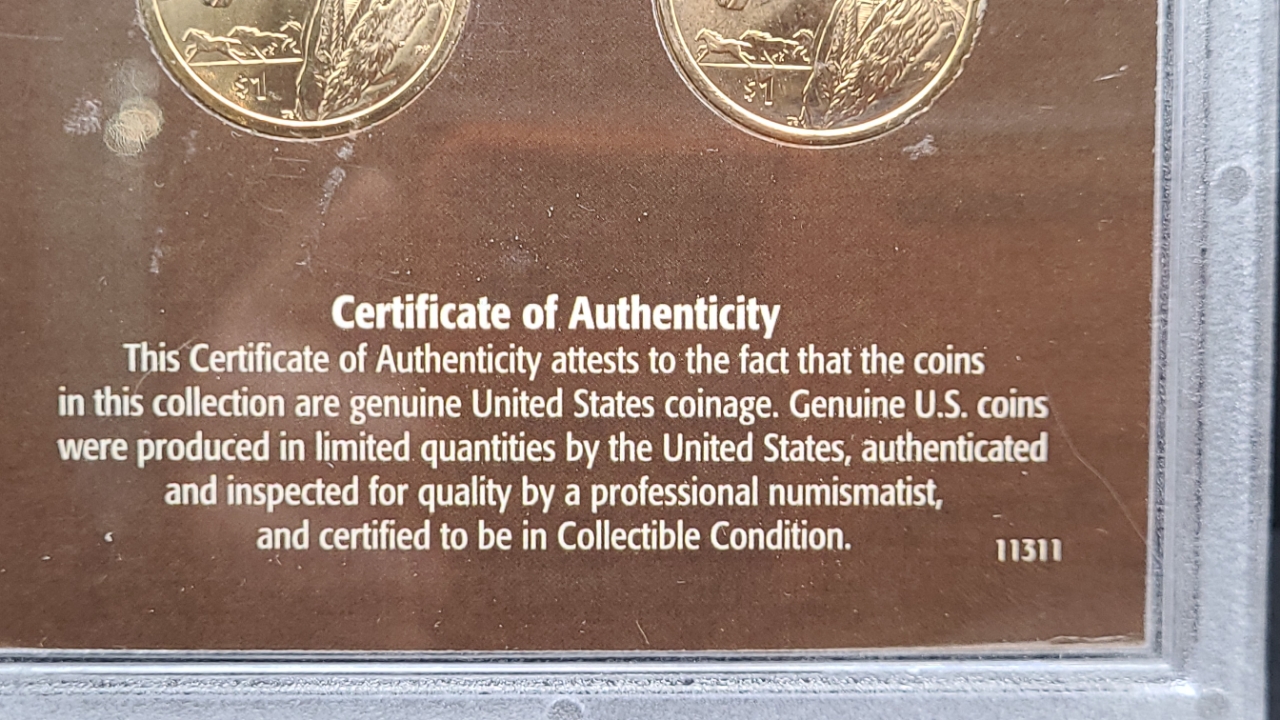 $1 $1
Certificate of Authenticity
This Certificate of Authenticity attests to the fact that the coins
in this collection are genuine United States coinage. Genuine U.S. coins
were produced in limited quantities by the United States, authenticated
and inspected for quality by a professional numismatist,
and certified to be in Collectible Condition.
11311